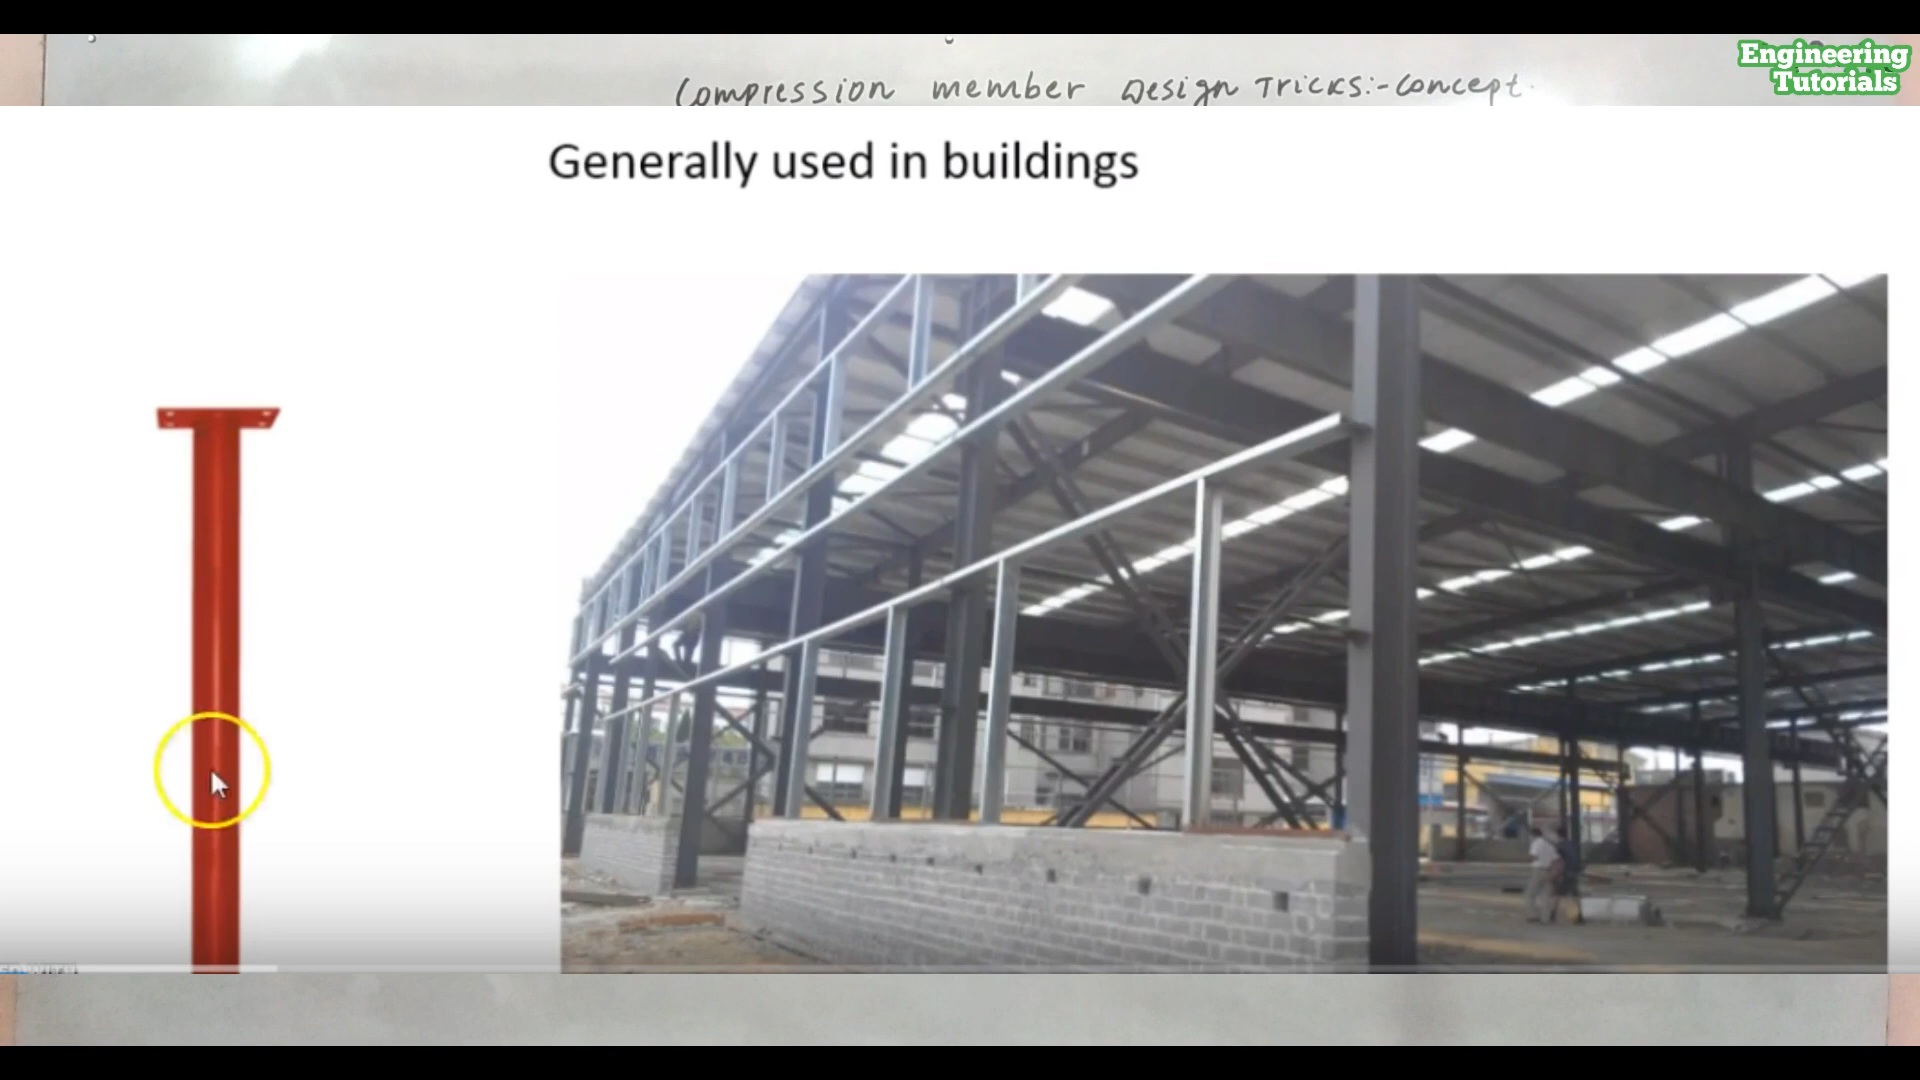 Engineering
Tutorials
Compression member Design Tricks:-Concept.
Generally used in buildings